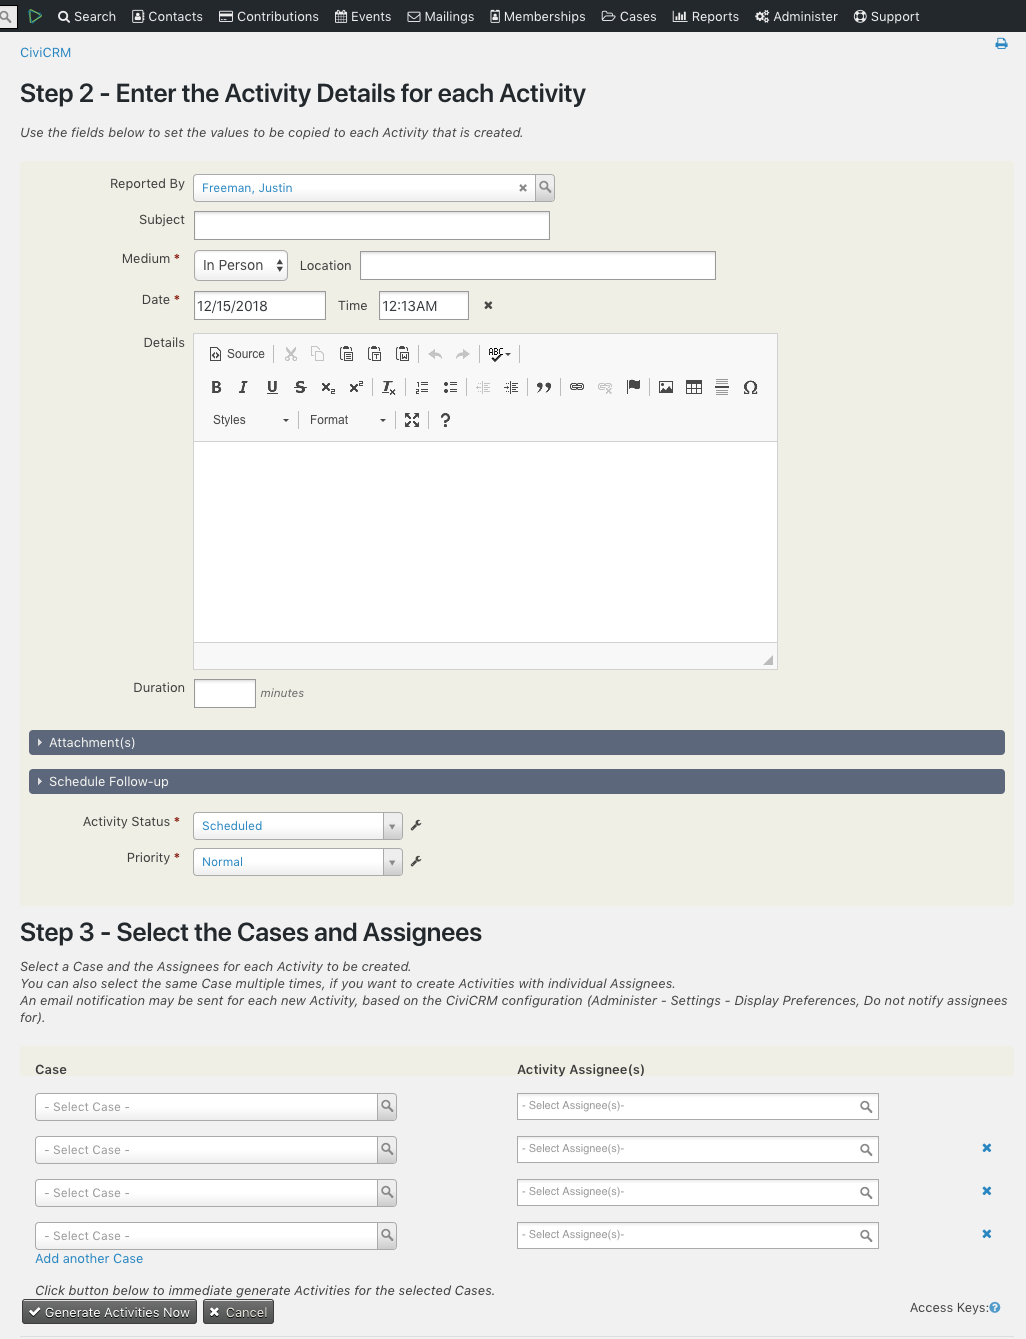 Search Contacts Contributions Events Mailings Memberships Cases Reports Administer Support
CiviCRM
Step 2 - Enter the Activity Details for each Activity
Use the fields below to set the values to be copied to each Activity that is created.
Reported By Freeman, Justin
Subject
Medium * In Person Location
Date * 12/15/2018 Time 12:13AM
Details
Source ABC
B I U S x₂ x² Tx Ω
Styles Format ?
Duration minutes
Attachment(s)
Schedule Follow-up
Activity Status * Scheduled
Priority * Normal
Step 3 - Select the Cases and Assignees
Select a Case and the Assignees for each Activity to be created.
You can also select the same Case multiple times, if you want to create Activities with individual Assignees.
An email notification may be sent for each new Activity, based on the CiviCRM configuration (Administer - Settings - Display Preferences, Do not notify assignees
for).
Case Activity Assignee(s)
- Select Case - - Select Assignee(s)-
- Select Case - - Select Assignee(s)-
- Select Case - - Select Assignee(s)-
- Select Case - - Select Assignee(s)-
Add another Case
Click button below to immediate generate Activities for the selected Cases.
Generate Activities Now Cancel
Access Keys:?